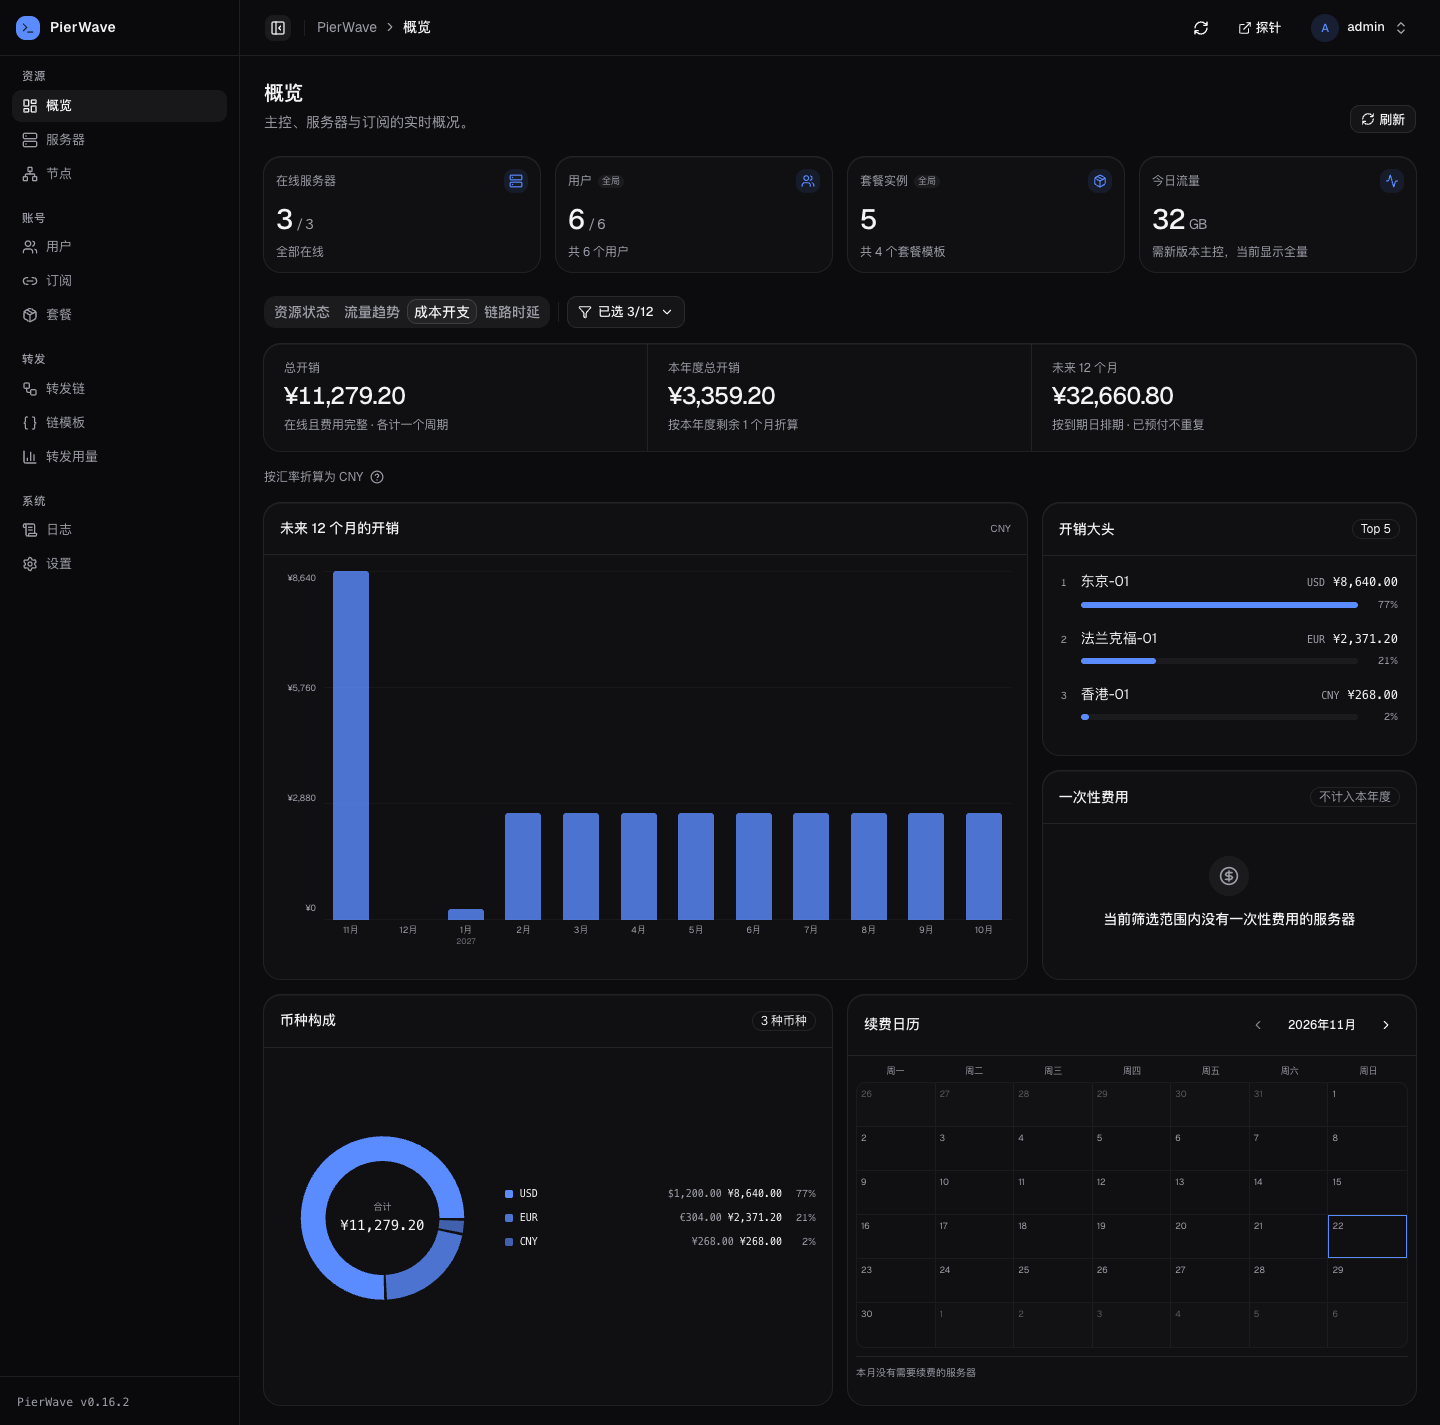 PierWave
PierWave > 概览
探针
A admin
资源
概览
服务器
节点
账号
用户
订阅
套餐
转发
转发链
链模板
转发用量
系统
日志
设置
PierWave v0.16.2
概览
主控、服务器与订阅的实时概况。
刷新
在线服务器
3 / 3
全部在线
用户 全局
6 / 6
共 6 个用户
套餐实例 全局
5
共 4 个套餐模板
今日流量
32 GB
需新版本主控，当前显示全量
资源状态 流量趋势 成本开支 链路时延
已选 3/12
总开销
¥11,279.20
在线且费用完整 · 各计一个周期
本年度总开销
¥3,359.20
按本年度剩余 1 个月折算
未来 12 个月
¥32,660.80
按到期日排期 · 已预付不重复
按汇率折算为 CNY
未来 12 个月的开销 CNY
¥8,640
¥5,760
¥2,880
¥0
11月 12月 1月 2月 3月 4月 5月 6月 7月 8月 9月 10月
2027
开销大头 Top 5
1 东京-01 USD ¥8,640.00
77%
2 法兰克福-01 EUR ¥2,371.20
21%
3 香港-01 CNY ¥268.00
2%
一次性费用 不计入本年度
当前筛选范围内没有一次性费用的服务器
币种构成 3 种币种
合计
¥11,279.20
USD $1,200.00 ¥8,640.00 77%
EUR €304.00 ¥2,371.20 21%
CNY ¥268.00 ¥268.00 2%
续费日历 2026年11月
周一 周二 周三 周四 周五 周六 周日
26 27 28 29 30 31 1
2 3 4 5 6 7 8
9 10 11 12 13 14 15
16 17 18 19 20 21 22
23 24 25 26 27 28 29
30 1 2 3 4 5 6
本月没有需要续费的服务器